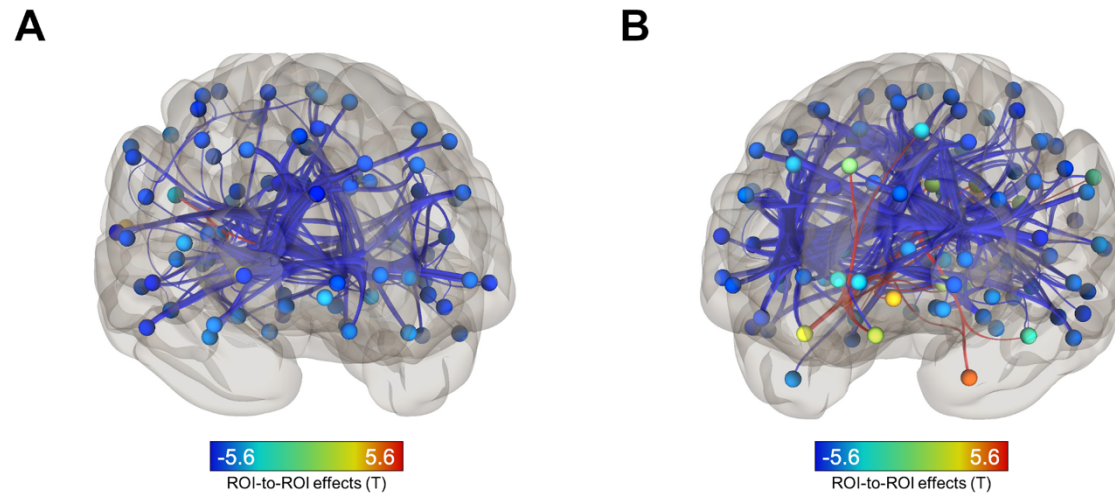 A
B
-5.6 5.6
ROI-to-ROI effects (T)
-5.6 5.6
ROI-to-ROI effects (T)